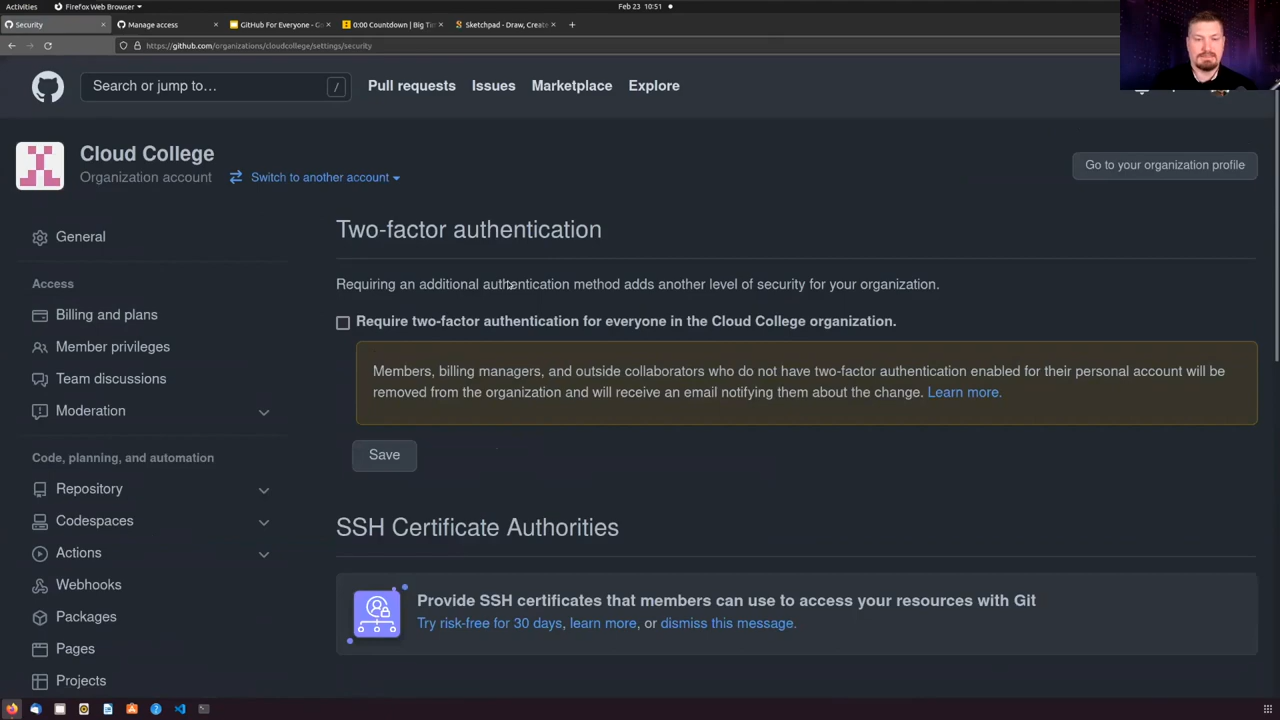 Activities
Firefox Web Browser
Feb 23 10:51
Security
Manage access
GitHub For Everyone - Go
0:00 Countdown | Big Te
Sketchpad - Draw, Create
https://github.com/organizations/cloudcollege/settings/security
Search or jump to…
/
Pull requests
Issues
Marketplace
Explore
Cloud College
Organization account
Switch to another account
Go to your organization profile
General
Access
Billing and plans
Member privileges
Team discussions
Moderation
Code, planning, and automation
Repository
Codespaces
Actions
Webhooks
Packages
Pages
Projects
Two-factor authentication
Requiring an additional authentication method adds another level of security for your organization.
Require two-factor authentication for everyone in the Cloud College organization.
Members, billing managers, and outside collaborators who do not have two-factor authentication enabled for their personal account will be
removed from the organization and will receive an email notifying them about the change. Learn more.
Save
SSH Certificate Authorities
Provide SSH certificates that members can use to access your resources with Git
Try risk-free for 30 days, learn more, or dismiss this message.